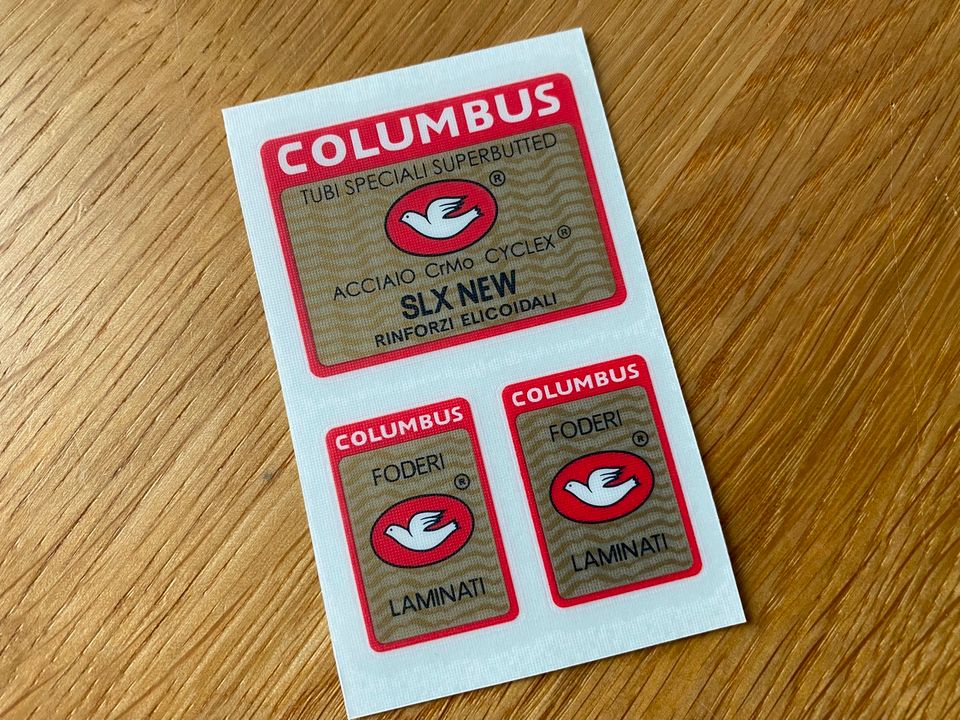 COLUMBUS
TUBI SPECIALI SUPERBUTTED
®
ACCIAIO CrMo CYCLEX®
SLX NEW
RINFORZI ELICOIDALI
COLUMBUS
FODERI
®
LAMINATI
COLUMBUS
FODERI
®
LAMINATI